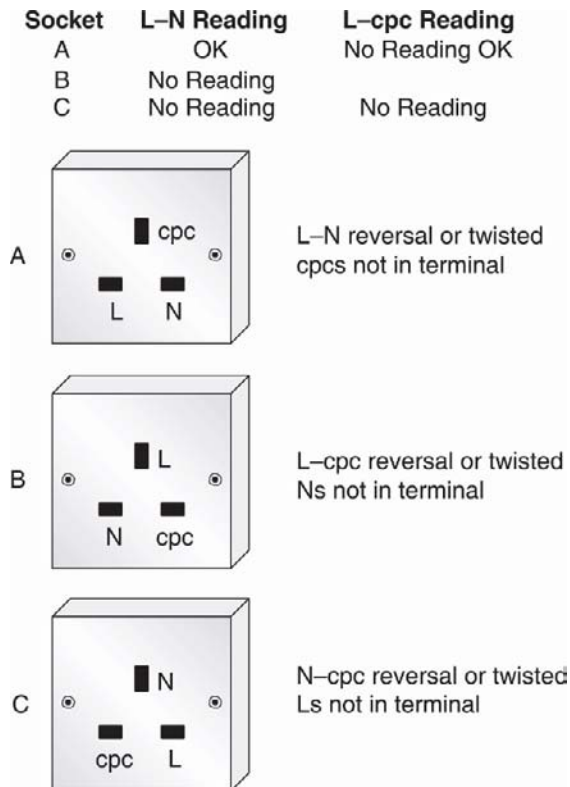 Socket L–N Reading L–cpc Reading
A OK No Reading OK
B No Reading
C No Reading No Reading
A
cpc
L N
L–N reversal or twisted
cpcs not in terminal
B
L
N cpc
L–cpc reversal or twisted
Ns not in terminal
C
N
cpc L
N–cpc reversal or twisted
Ls not in terminal